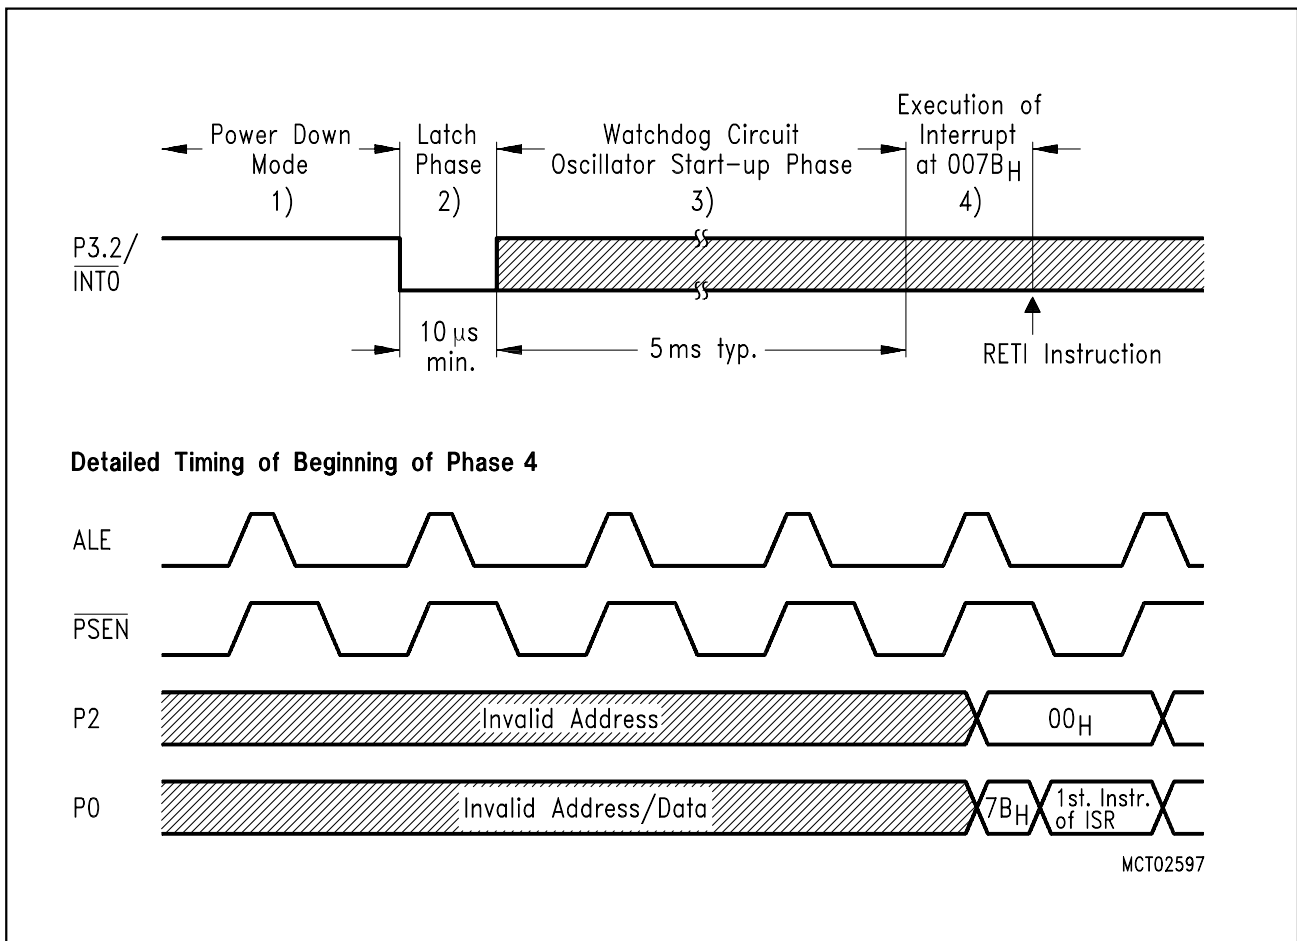 Power Down Mode 1)
Latch Phase 2)
Watchdog Circuit Oscillator Start-up Phase 3)
Execution of Interrupt at 007BH 4)
P3.2/
INT0
10 µs min.
5 ms typ.
RETI Instruction
Detailed Timing of Beginning of Phase 4
ALE
PSEN
P2
Invalid Address
00H
P0
Invalid Address/Data
7BH
1st. Instr. of ISR
MCT02597